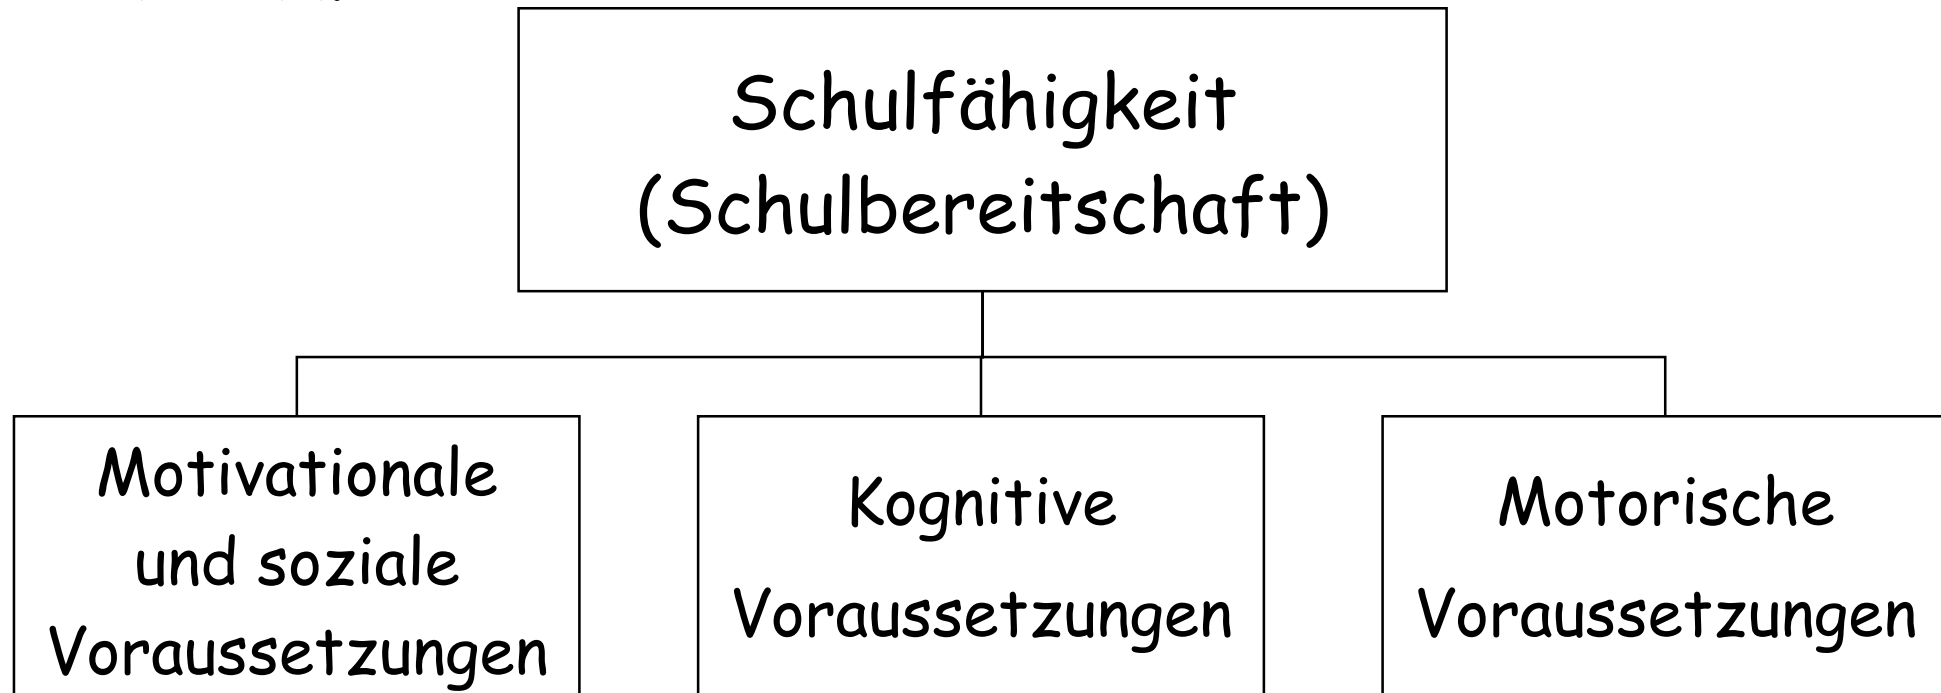 Schulfähigkeit
(Schulbereitschaft)
Motivationale
und soziale
Voraussetzungen
Kognitive
Voraussetzungen
Motorische
Voraussetzungen